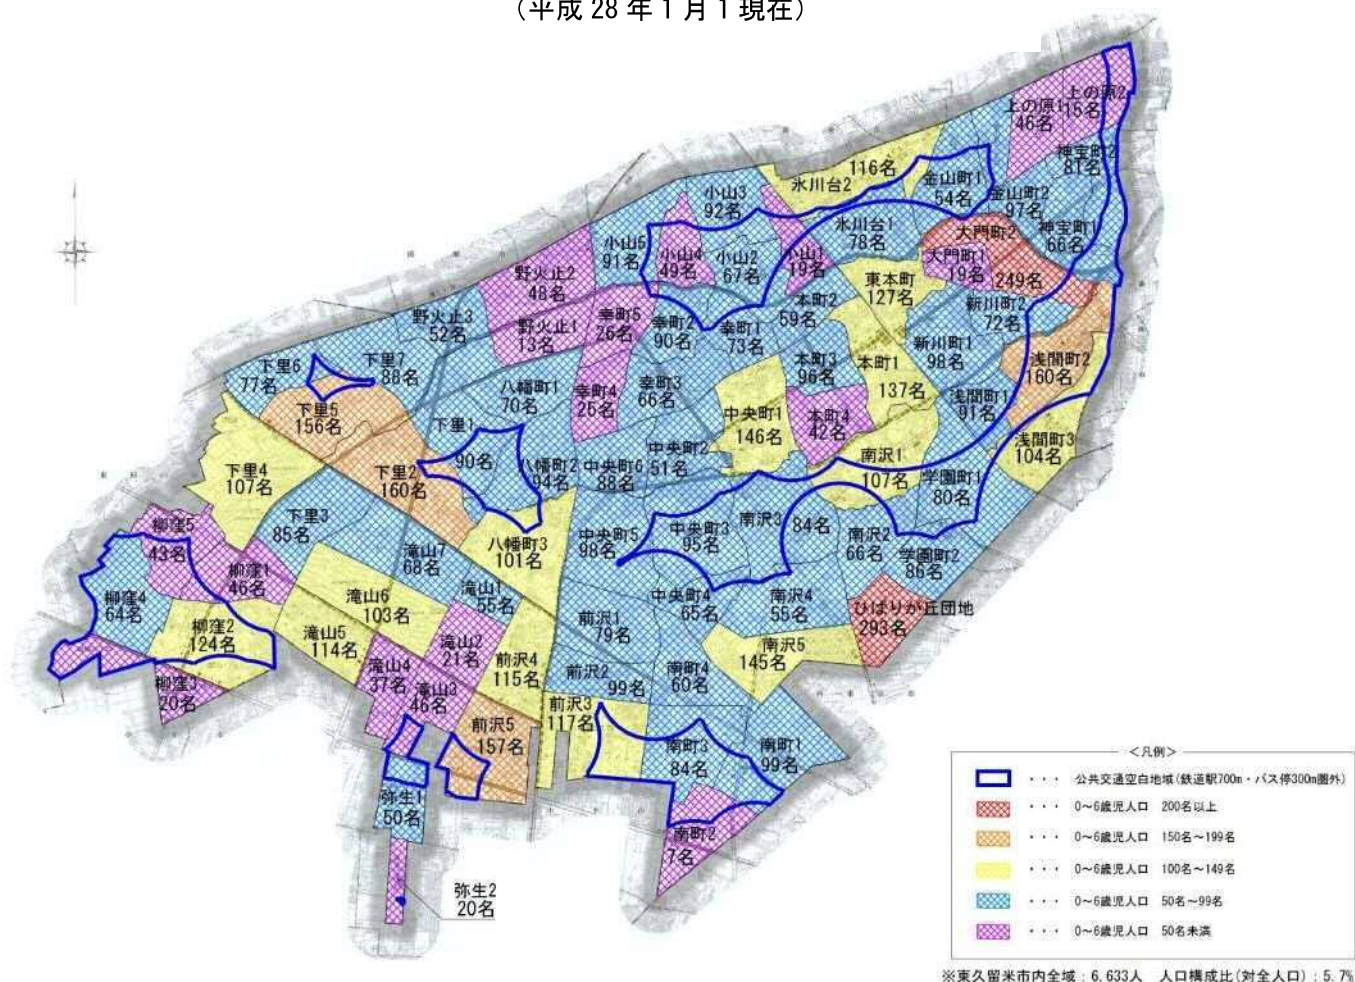 （平成 28 年 1 月 1 現在）
上の原2
15名
上の原1
46名
神宝町2
81名
116名
氷川台2
金山町1
54名
金山町2
97名
小山3
92名
氷川台1
78名
大門町2
249名
神宝町1
66名
小山5
91名
小山4
49名
小山2
67名
小山1
19名
大門町1
19名
東本町
127名
野火止2
48名
野火止3
52名
野火止1
13名
幸町5
26名
幸町2
90名
幸町1
73名
本町2
59名
新川町2
72名
新川町1
98名
浅間町2
160名
下里6
77名
下里7
88名
本町3
96名
本町1
137名
八幡町1
70名
幸町4
25名
幸町3
66名
浅間町1
91名
下里5
156名
中央町1
146名
本町4
42名
下里1
90名
浅間町3
104名
下里4
107名
下里2
160名
八幡町2
94名
中央町6
88名
中央町2
51名
南沢1
107名
学園町1
80名
下里3
85名
柳窪5
43名
八幡町3
101名
中央町5
98名
中央町3
95名
南沢3
84名
南沢2
66名
学園町2
86名
滝山7
68名
柳窪1
46名
柳窪4
64名
滝山1
55名
滝山6
103名
中央町4
65名
南沢4
55名
ひばりが丘団地
293名
柳窪2
124名
滝山5
114名
滝山2
21名
前沢1
79名
南沢5
145名
滝山4
37名
前沢4
115名
前沢2
99名
南町4
60名
柳窪3
20名
滝山3
46名
前沢3
117名
前沢5
157名
南町3
84名
南町1
99名
弥生1
50名
南町2
7名
弥生2
20名
＜凡例＞
・・・ 公共交通空白地域（鉄道駅700m・バス停300m圏外）
・・・ 0～6歳児人口 200名以上
・・・ 0～6歳児人口 150名～199名
・・・ 0～6歳児人口 100名～149名
・・・ 0～6歳児人口 50名～99名
・・・ 0～6歳児人口 50名未満
※東久留米市内全域：6,633人 人口構成比（対全人口）：5.7%